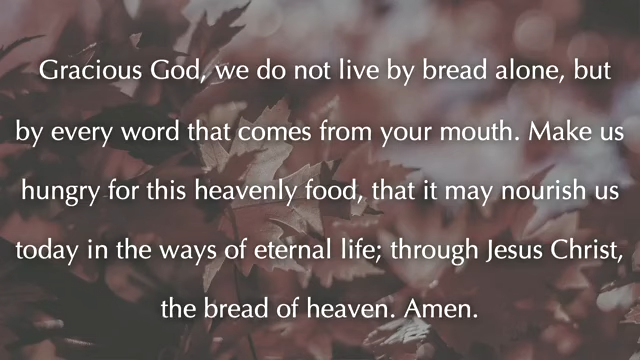 Gracious God, we do not live by bread alone, but
by every word that comes from your mouth. Make us
hungry for this heavenly food, that it may nourish us
today in the ways of eternal life; through Jesus Christ,
the bread of heaven. Amen.